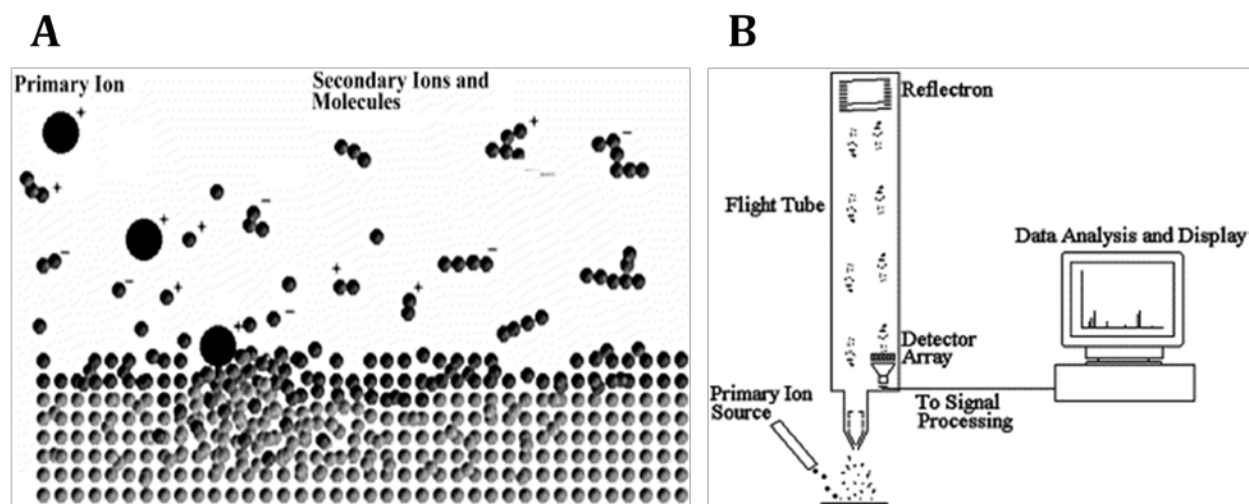 A
B
Primary Ion
+
Secondary Ions and
Molecules
+
-
+
+
+
-
-
-
+
-
+
+
+
-
Reflectron
Flight Tube
Data Analysis and Display
Detector
Array
Primary Ion
Source
To Signal
Processing